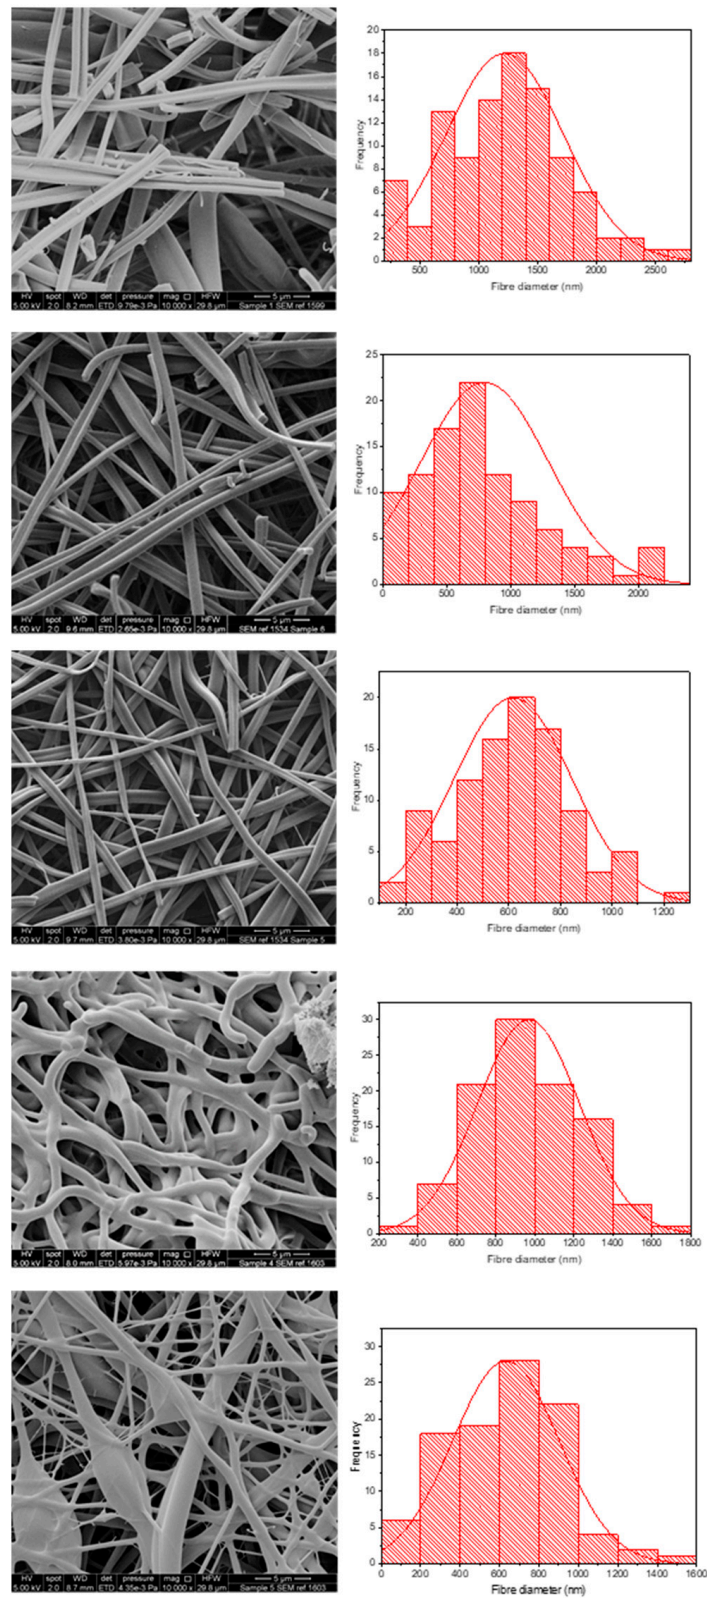 20
18
16
14
12
10
8
6
4
2
0
Frequency
500 1000 1500 2000 2500
Fibre diameter (nm)
HV spot WD det pressure mag □ HFW 5 µm
5.00 kV 2.0 8.2 mm ETD 9.79e-3 Pa 10 000 x 29.8 µm Sample 1 SEM ref 1599
25
20
15
10
5
0
Frequency
0 500 1000 1500 2000
Fibre diameter (nm)
HV spot WD det pressure mag □ HFW 5 µm
5.00 kV 2.0 9.6 mm ETD 2.65e-3 Pa 10 000 x 29.8 µm SEM ref 1534 Sample 6
20
15
10
5
0
Frequency
200 400 600 800 1000 1200
Fibre diameter (nm)
HV spot WD det pressure mag □ HFW 5 µm
5.00 kV 2.0 9.7 mm ETD 3.80e-3 Pa 10 000 x 29.8 µm SEM ref 1534 Sample 5
30
25
20
15
10
5
0
Frequency
200 400 600 800 1000 1200 1400 1600 1800
Fibre diameter (nm)
HV spot WD det pressure mag □ HFW 5 µm
5.00 kV 2.0 8.0 mm ETD 5.97e-3 Pa 10 000 x 29.8 µm Sample 4 SEM ref 1603
30
25
20
15
10
5
0
Frequency
0 200 400 600 800 1000 1200 1400 1600
Fibre diameter (nm)
HV spot WD det pressure mag □ HFW 5 µm
5.00 kV 2.0 8.7 mm ETD 4.35e-3 Pa 10 000 x 29.8 µm Sample 5 SEM ref 1603